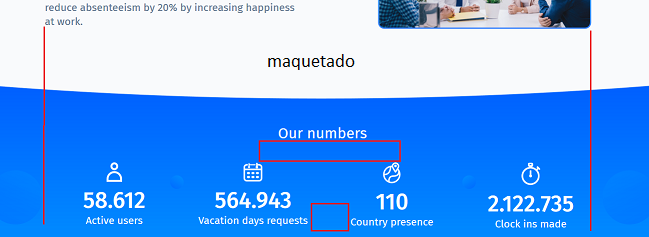 reduce absenteeism by 20% by increasing happiness
at work.
maquetado
Our numbers
58.612
Active users
564.943
Vacation days requests
110
Country presence
2.122.735
Clock ins made